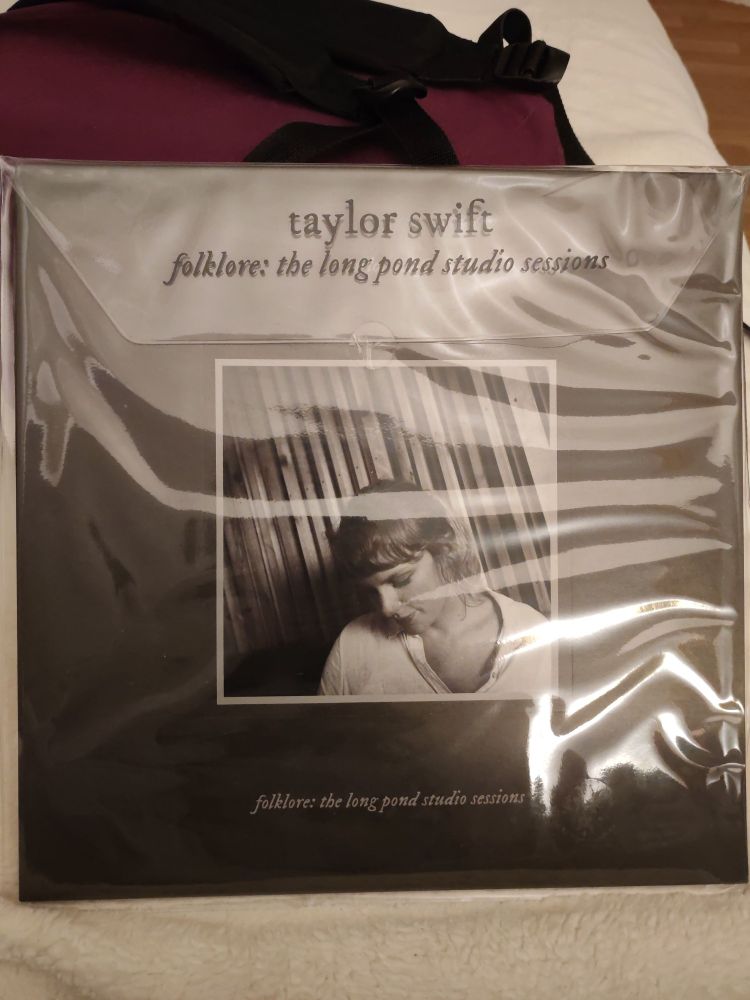 taylor swift
folklore: the long pond studio sessions
folklore: the long pond studio sessions